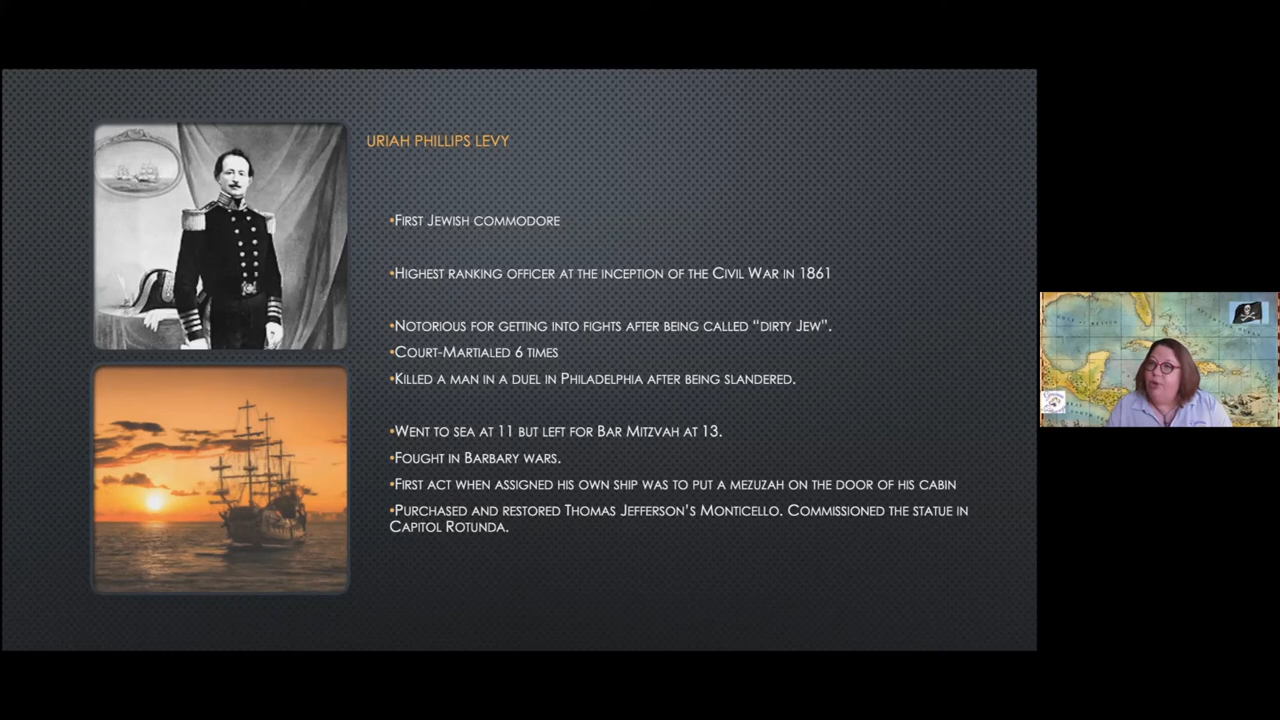 URIAH PHILLIPS LEVY
•FIRST JEWISH COMMODORE
•HIGHEST RANKING OFFICER AT THE INCEPTION OF THE CIVIL WAR IN 1861
•NOTORIOUS FOR GETTING INTO FIGHTS AFTER BEING CALLED “DIRTY JEW”.
•COURT-MARTIALED 6 TIMES
•KILLED A MAN IN A DUEL IN PHILADELPHIA AFTER BEING SLANDERED.
•WENT TO SEA AT 11 BUT LEFT FOR BAR MITZVAH AT 13.
•FOUGHT IN BARBARY WARS.
•FIRST ACT WHEN ASSIGNED HIS OWN SHIP WAS TO PUT A MEZUZAH ON THE DOOR OF HIS CABIN
•PURCHASED AND RESTORED THOMAS JEFFERSON’S MONTICELLO. COMMISSIONED THE STATUE IN
CAPITOL ROTUNDA.